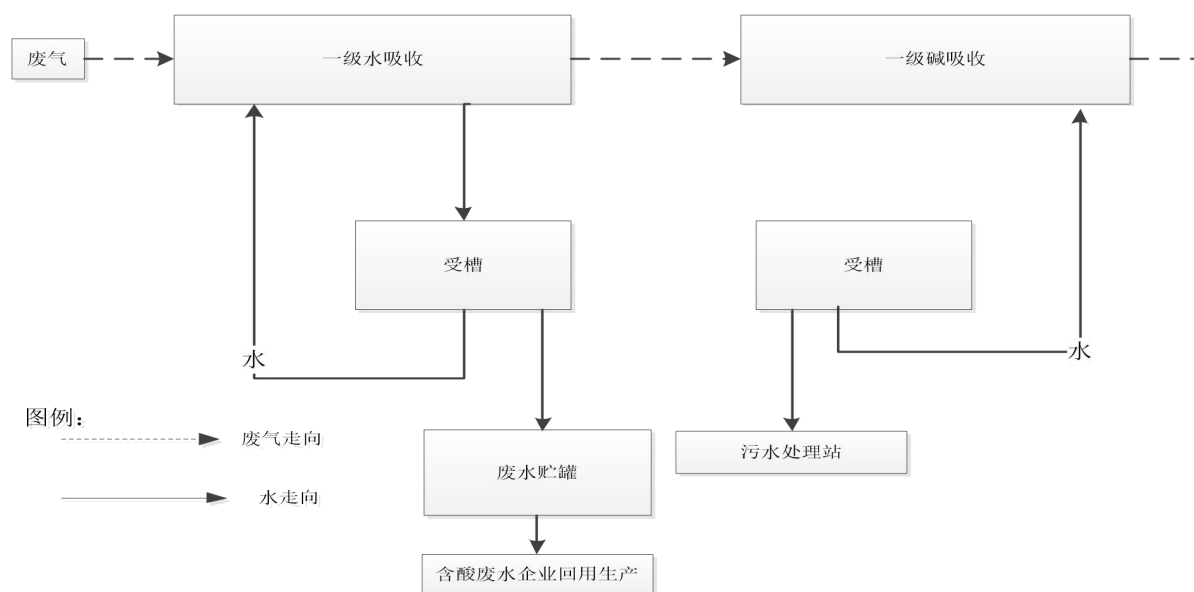 废气
一级水吸收
一级碱吸收
受槽
受槽
水
水
图例：
废气走向
水走向
废水贮罐
污水处理站
含酸废水企业回用生产